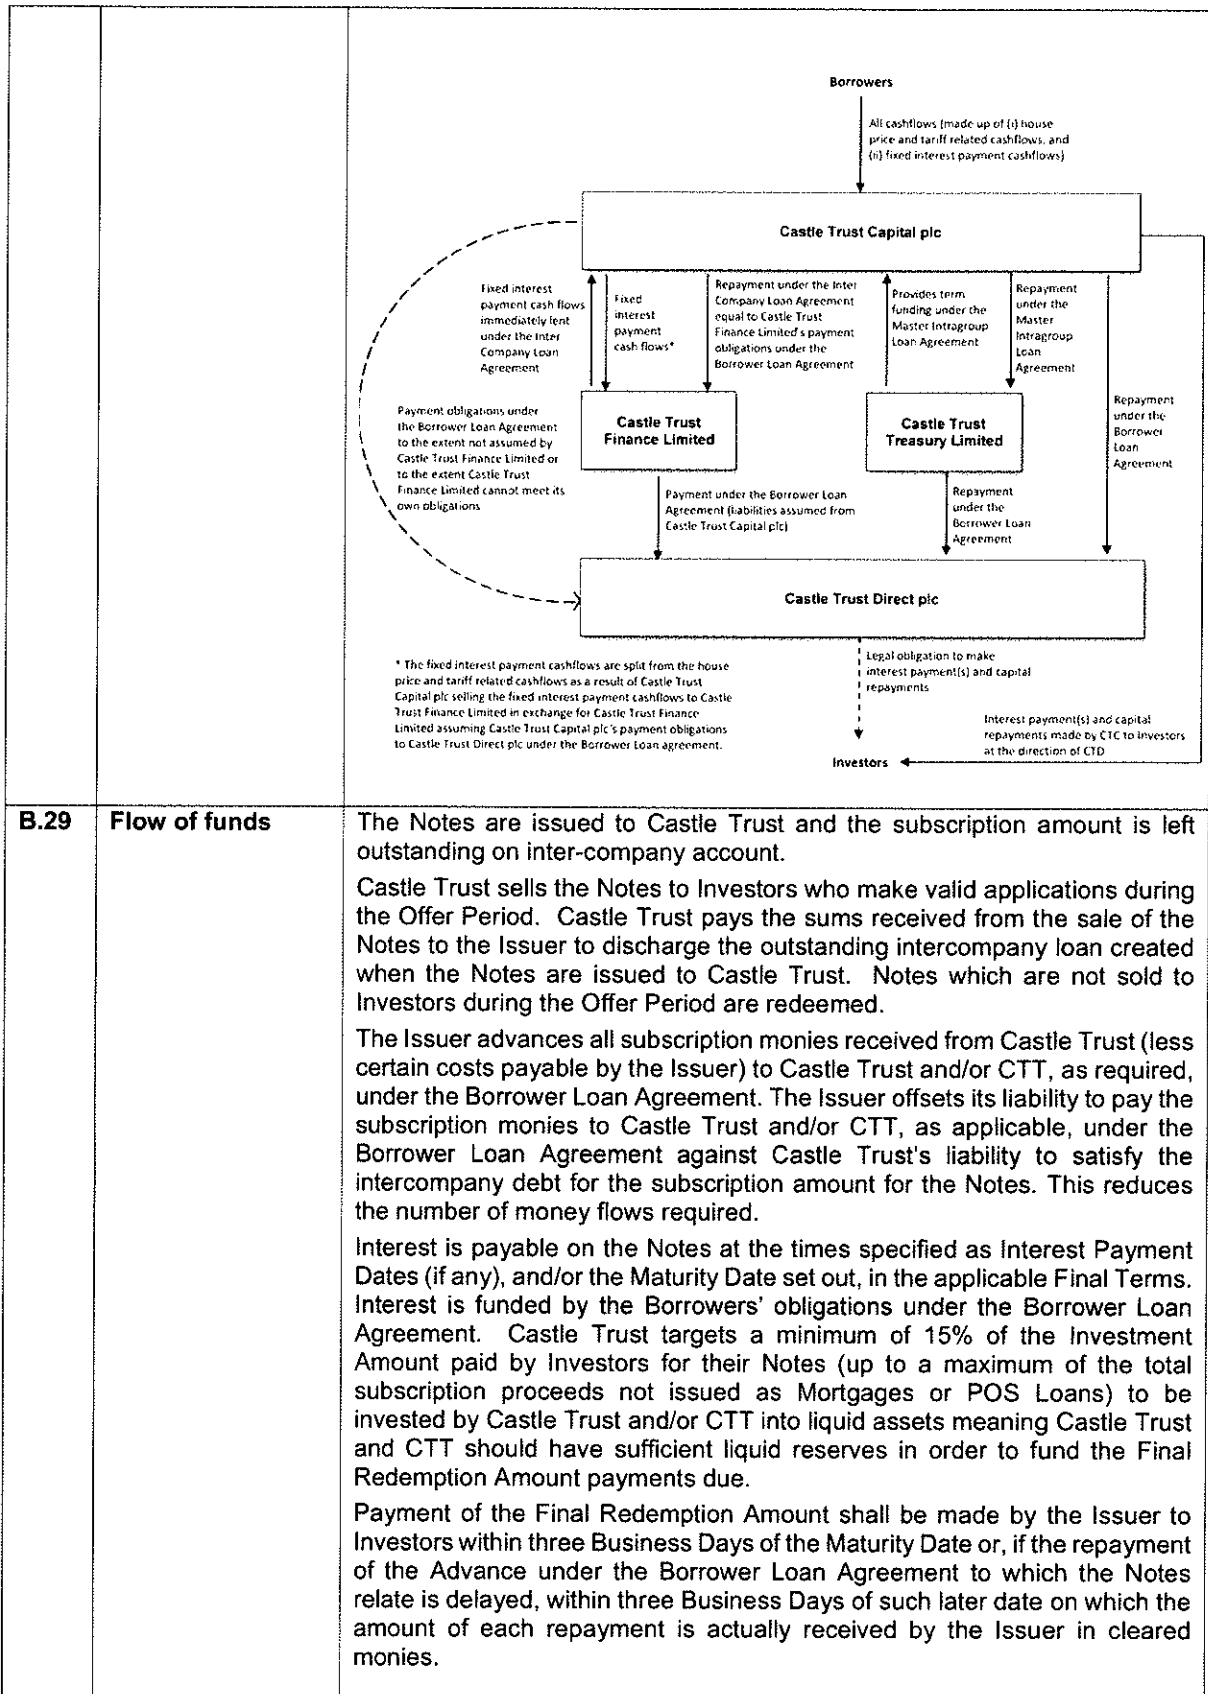 Borrowers
All cashflows (made up of (i) house
price and tariff related cashflows, and
(ii) fixed interest payment cashflows)
Castle Trust Capital plc
Fixed interest
payment cash flows
immediately lent
under the Inter
Company Loan
Agreement
Fixed
interest
payment
cash flows*
Repayment under the Inter
Company Loan Agreement
equal to Castle Trust
Finance Limited's payment
obligations under the
Borrower Loan Agreement
Provides term
funding under the
Master Intragroup
Loan Agreement
Repayment
under the
Master
Intragroup
Loan
Agreement
Repayment
under the
Borrower
Loan
Agreement
Payment obligations under
the Borrower Loan Agreement
to the extent not assumed by
Castle Trust Finance Limited or
to the extent Castle Trust
Finance Limited cannot meet its
own obligations
Castle Trust
Finance Limited
Castle Trust
Treasury Limited
Payment under the Borrower Loan
Agreement (liabilities assumed from
Castle Trust Capital plc)
Repayment
under the
Borrower Loan
Agreement
Castle Trust Direct plc
Legal obligation to make
interest payment(s) and capital
repayments
* The fixed interest payment cashflows are split from the house
price and tariff related cashflows as a result of Castle Trust
Capital plc selling the fixed interest payment cashflows to Castle
Trust Finance Limited in exchange for Castle Trust Finance
Limited assuming Castle Trust Capital plc's payment obligations
to Castle Trust Direct plc under the Borrower Loan agreement.
Interest payment(s) and capital
repayments made by CTC to Investors
at the direction of CTD
Investors
B.29 Flow of funds
The Notes are issued to Castle Trust and the subscription amount is left
outstanding on inter-company account.
Castle Trust sells the Notes to Investors who make valid applications during
the Offer Period. Castle Trust pays the sums received from the sale of the
Notes to the Issuer to discharge the outstanding intercompany loan created
when the Notes are issued to Castle Trust. Notes which are not sold to
Investors during the Offer Period are redeemed.
The Issuer advances all subscription monies received from Castle Trust (less
certain costs payable by the Issuer) to Castle Trust and/or CTT, as required,
under the Borrower Loan Agreement. The Issuer offsets its liability to pay the
subscription monies to Castle Trust and/or CTT, as applicable, under the
Borrower Loan Agreement against Castle Trust's liability to satisfy the
intercompany debt for the subscription amount for the Notes. This reduces
the number of money flows required.
Interest is payable on the Notes at the times specified as Interest Payment
Dates (if any), and/or the Maturity Date set out, in the applicable Final Terms.
Interest is funded by the Borrowers' obligations under the Borrower Loan
Agreement. Castle Trust targets a minimum of 15% of the Investment
Amount paid by Investors for their Notes (up to a maximum of the total
subscription proceeds not issued as Mortgages or POS Loans) to be
invested by Castle Trust and/or CTT into liquid assets meaning Castle Trust
and CTT should have sufficient liquid reserves in order to fund the Final
Redemption Amount payments due.
Payment of the Final Redemption Amount shall be made by the Issuer to
Investors within three Business Days of the Maturity Date or, if the repayment
of the Advance under the Borrower Loan Agreement to which the Notes
relate is delayed, within three Business Days of such later date on which the
amount of each repayment is actually received by the Issuer in cleared
monies.